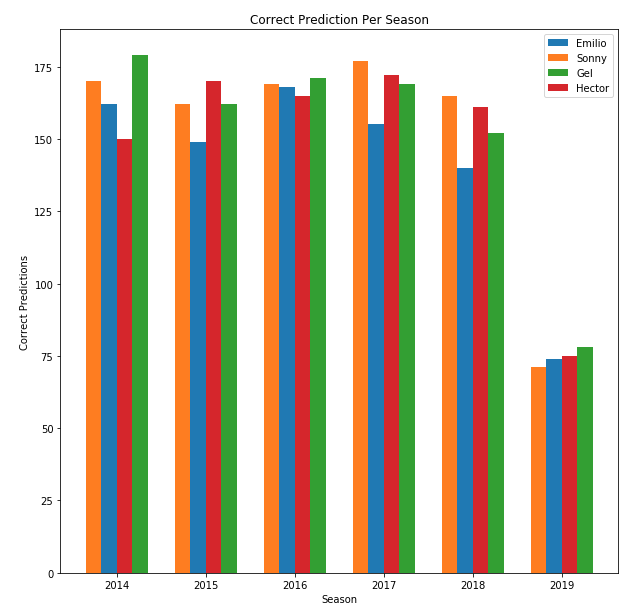 Correct Prediction Per Season
Emilio
Sonny
Gel
Hector
Correct Predictions
175
150
125
100
75
50
25
0
2014 2015 2016 2017 2018 2019
Season